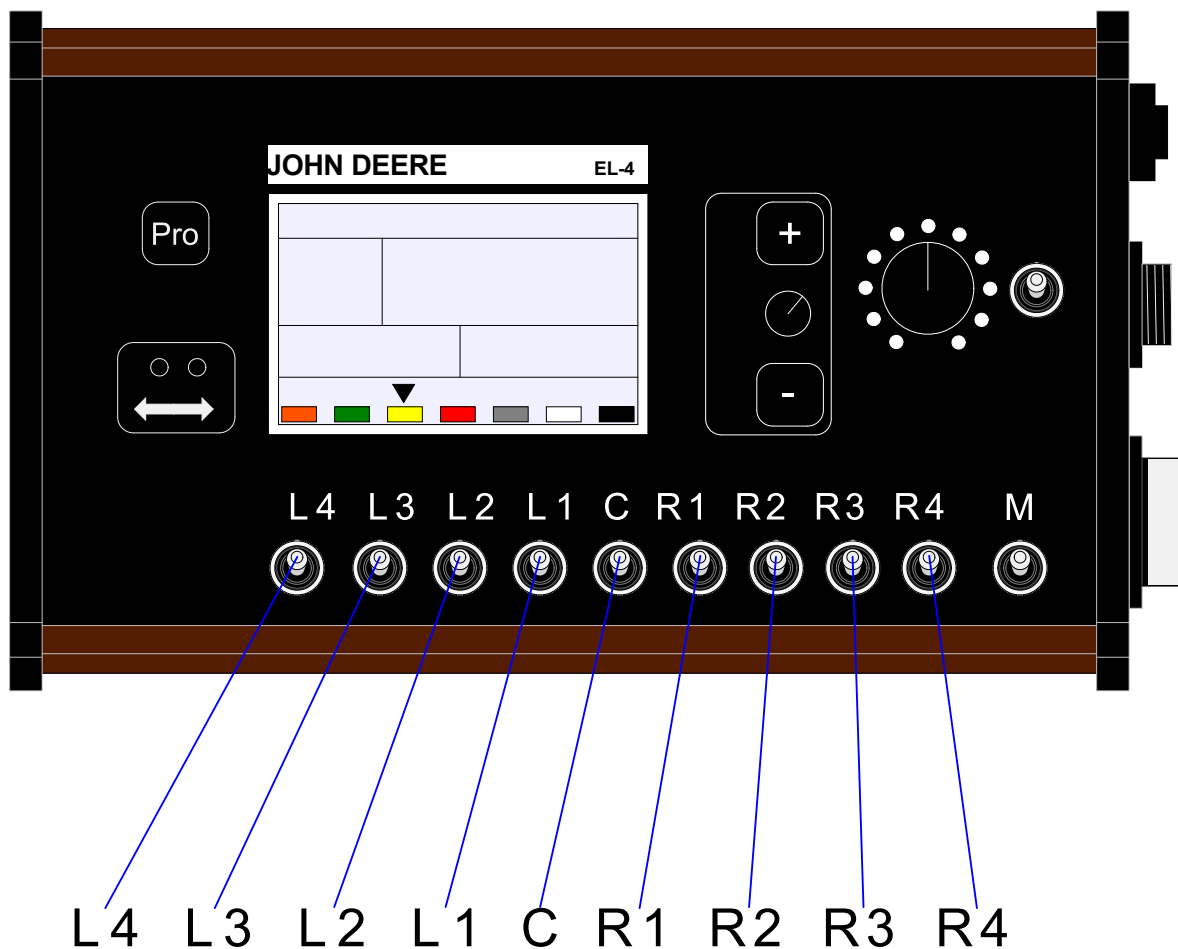 JOHN DEERE EL-4
Pro
+
-
L4 L3 L2 L1 C R1 R2 R3 R4 M
L4 L3 L2 L1 C R1 R2 R3 R4